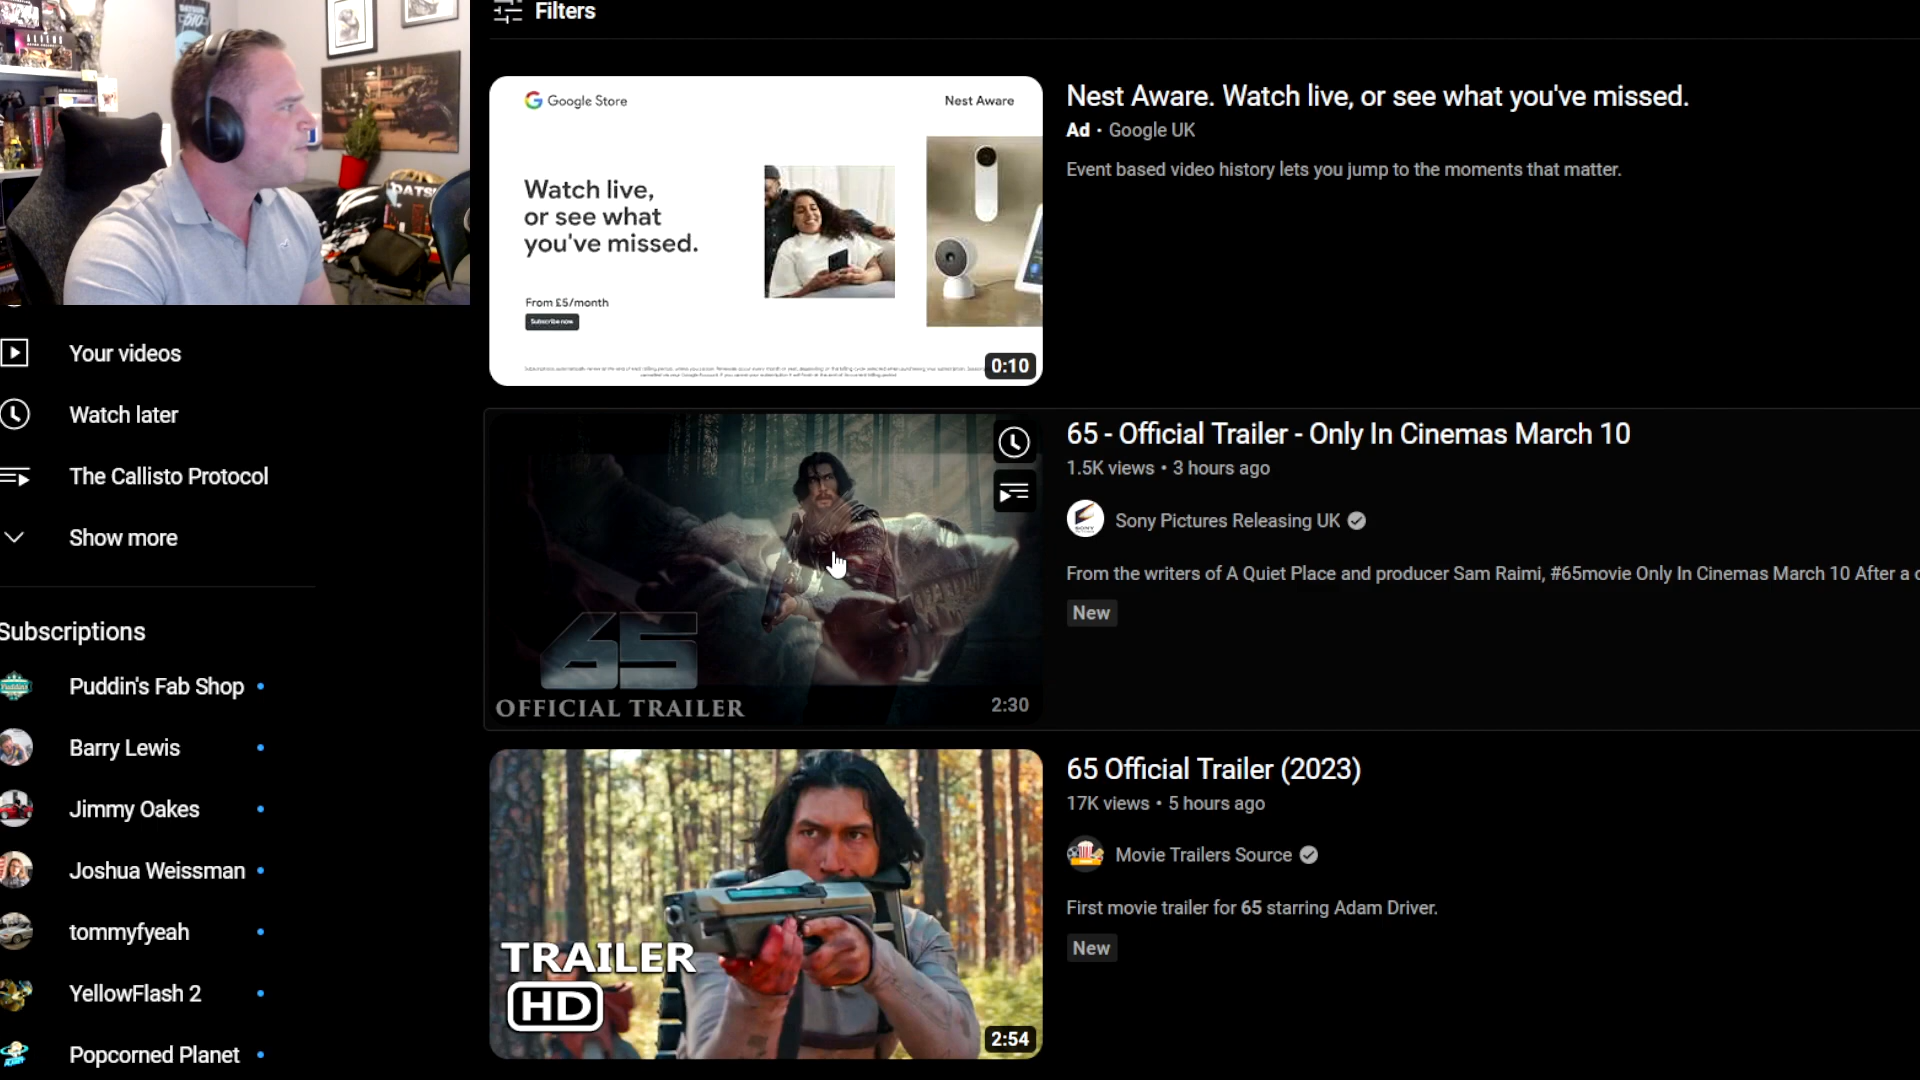 Filters
DATSUN
510
ALIENS
DATS
Google Store
Nest Aware
Watch live,
or see what
you've missed.
From £5/month
Subscribe now
0:10
Nest Aware. Watch live, or see what you've missed.
Ad • Google UK
Event based video history lets you jump to the moments that matter.
65
OFFICIAL TRAILER
2:30
65 - Official Trailer - Only In Cinemas March 10
1.5K views • 3 hours ago
SONY
Sony Pictures Releasing UK
From the writers of A Quiet Place and producer Sam Raimi, #65movie Only In Cinemas March 10 After a c
New
TRAILER
HD
2:54
65 Official Trailer (2023)
17K views • 5 hours ago
Movie Trailers Source
First movie trailer for 65 starring Adam Driver.
New
Your videos
Watch later
The Callisto Protocol
Show more
Subscriptions
Puddin's Fab Shop
Barry Lewis
Jimmy Oakes
Joshua Weissman
tommyfyeah
YellowFlash 2
Popcorned Planet